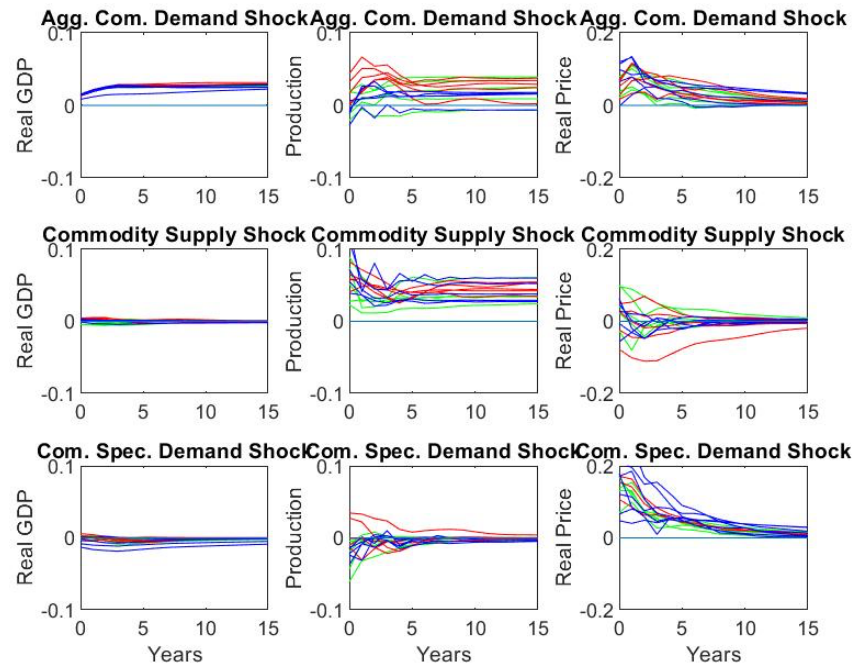 Agg. Com. Demand Shock
Agg. Com. Demand Shock
Agg. Com. Demand Shock
0.1
0
-0.1
Real GDP
0 5 10 15
0.1
0
-0.1
Production
0 5 10 15
0.2
0
-0.2
Real Price
0 5 10 15
Commodity Supply Shock
Commodity Supply Shock
Commodity Supply Shock
0.1
0
-0.1
Real GDP
0 5 10 15
0.1
0
-0.1
Production
0 5 10 15
0.2
0
-0.2
Real Price
0 5 10 15
Com. Spec. Demand Shock
Com. Spec. Demand Shock
Com. Spec. Demand Shock
0.1
0
-0.1
Real GDP
0 5 10 15
Years
0.1
0
-0.1
Production
0 5 10 15
Years
0.2
0
-0.2
Real Price
0 5 10 15
Years